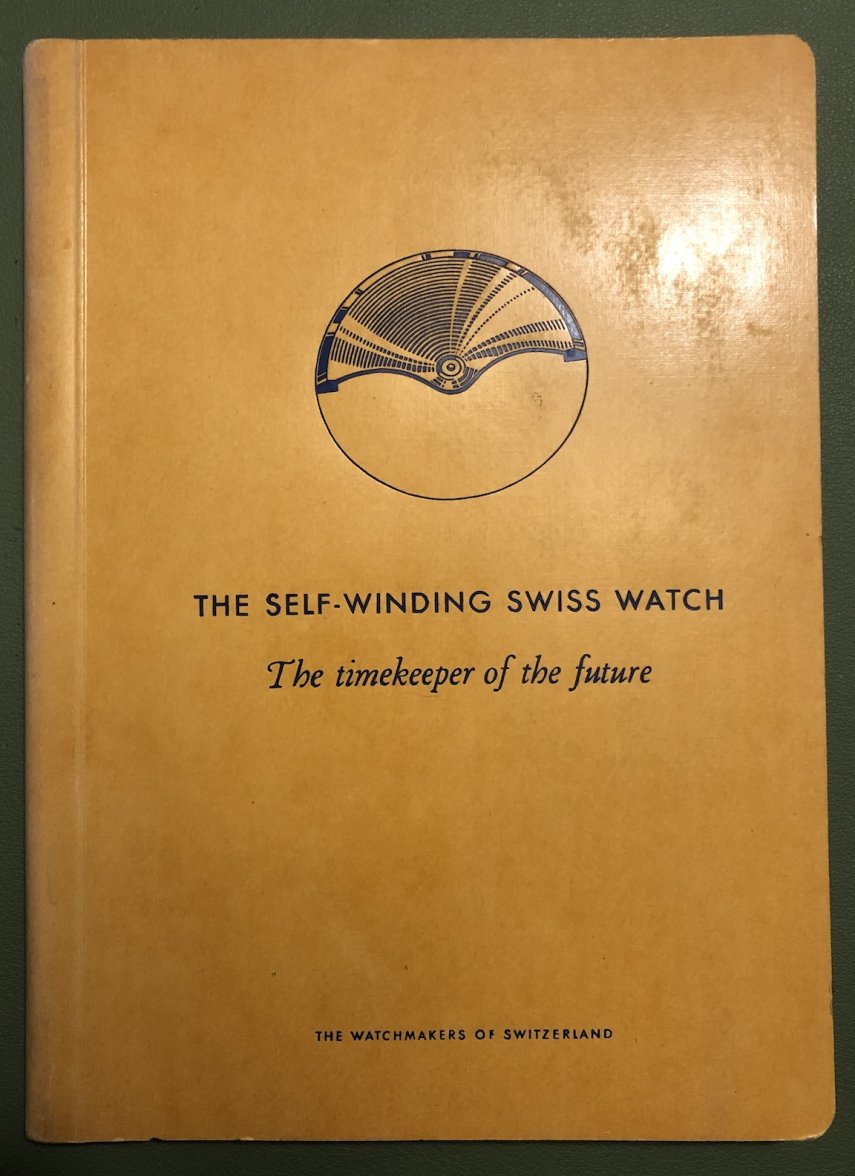 THE SELF-WINDING SWISS WATCH
The timekeeper of the future
THE WATCHMAKERS OF SWITZERLAND